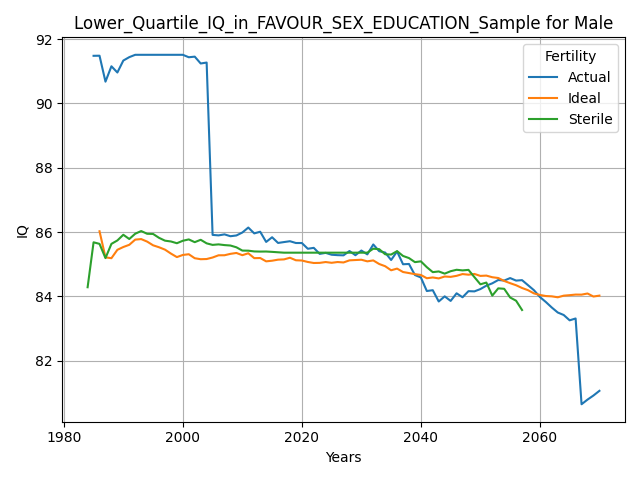 Lower_Quartile_IQ_in_FAVOUR_SEX_EDUCATION_Sample for Male
Fertility
Actual
Ideal
Sterile
92
90
88
86
84
82
IQ
1980
2000
2020
2040
2060
Years